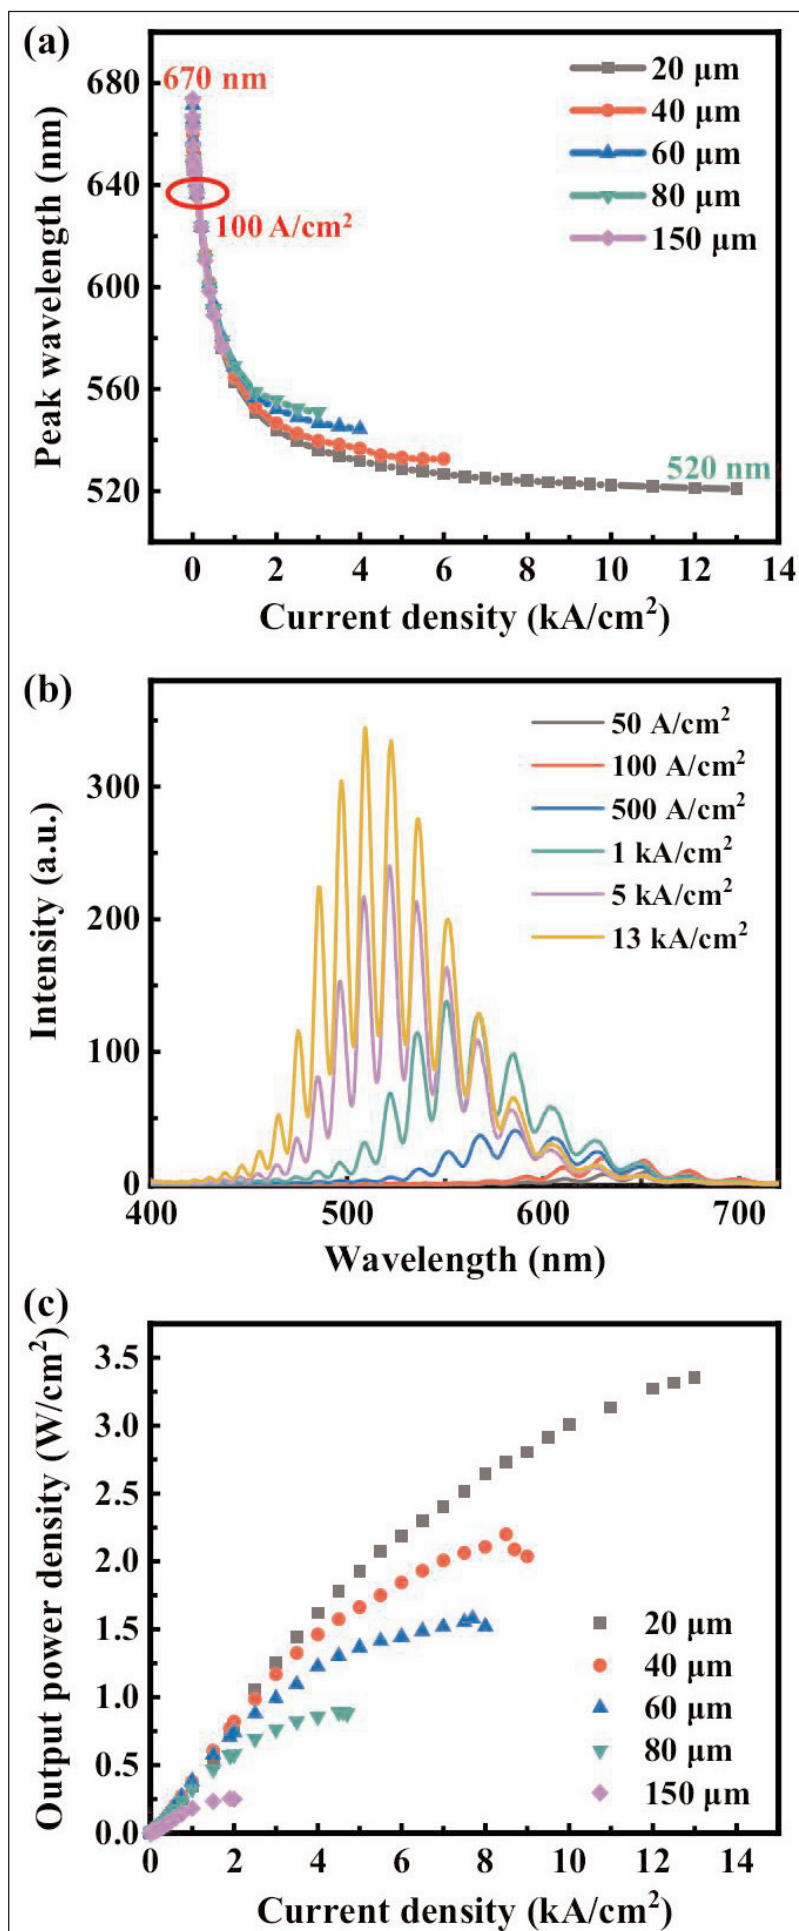 (a)
670 nm
100 A/cm²
520 nm
20 μm
40 μm
60 μm
80 μm
150 μm
680
640
600
560
520
Peak wavelength (nm)
0 2 4 6 8 10 12 14
Current density (kA/cm²)
(b)
50 A/cm²
100 A/cm²
500 A/cm²
1 kA/cm²
5 kA/cm²
13 kA/cm²
300
200
100
0
Intensity (a.u.)
400 500 600 700
Wavelength (nm)
(c)
3.5
3.0
2.5
2.0
1.5
1.0
0.5
0.0
Output power density (W/cm²)
20 μm
40 μm
60 μm
80 μm
150 μm
0 2 4 6 8 10 12 14
Current density (kA/cm²)